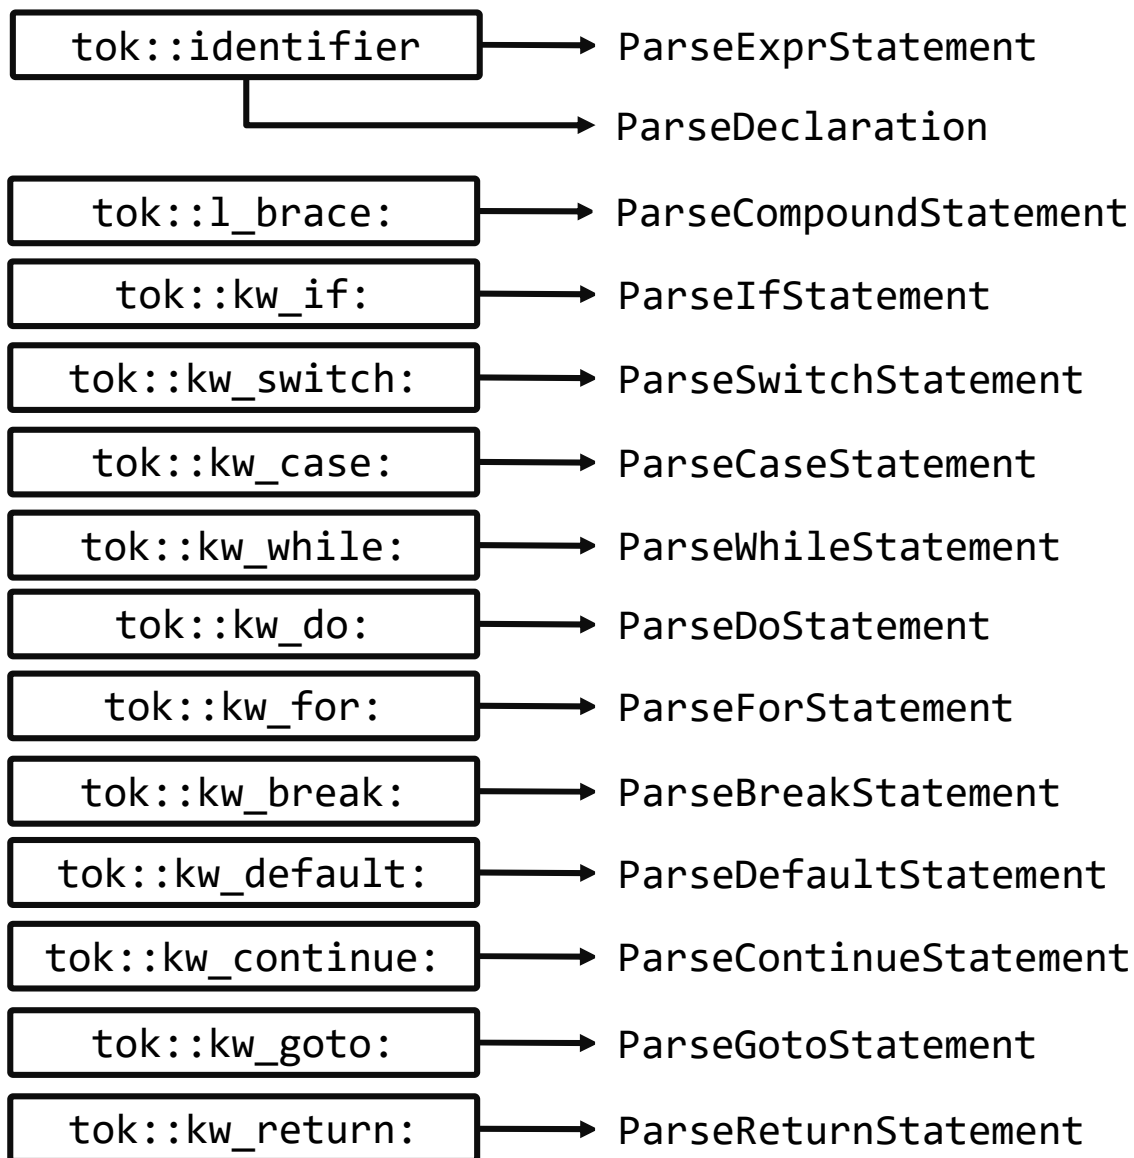 tok::identifier ParseExprStatement
ParseDeclaration
tok::l_brace: ParseCompoundStatement
tok::kw_if: ParseIfStatement
tok::kw_switch: ParseSwitchStatement
tok::kw_case: ParseCaseStatement
tok::kw_while: ParseWhileStatement
tok::kw_do: ParseDoStatement
tok::kw_for: ParseForStatement
tok::kw_break: ParseBreakStatement
tok::kw_default: ParseDefaultStatement
tok::kw_continue: ParseContinueStatement
tok::kw_goto: ParseGotoStatement
tok::kw_return: ParseReturnStatement